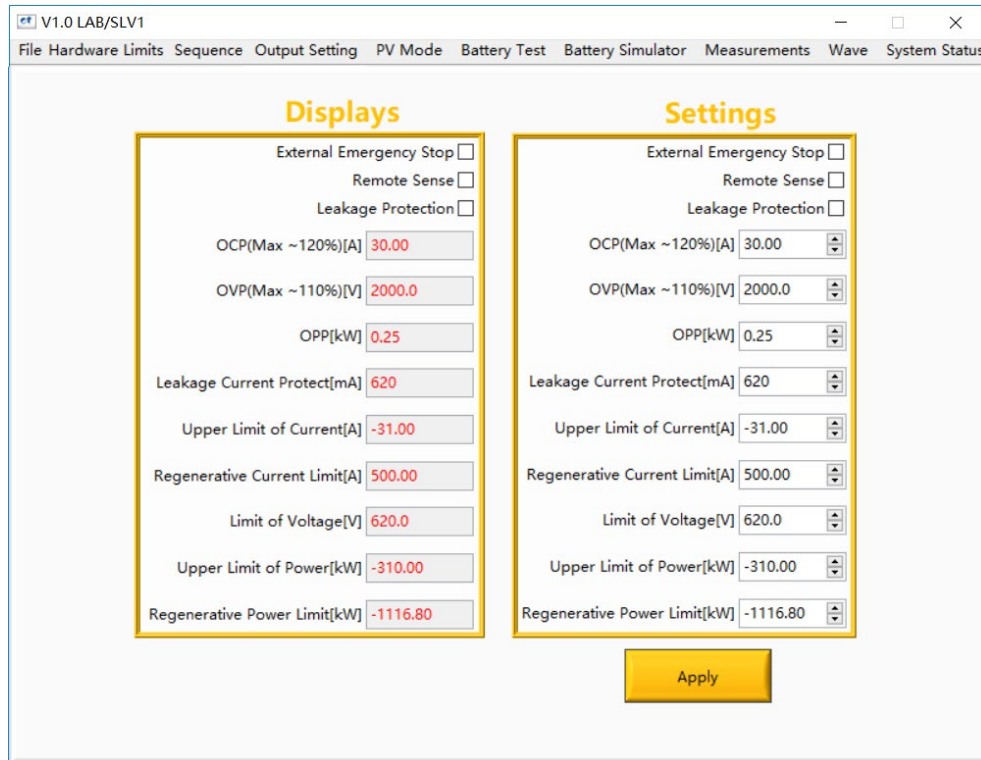 V1.0 LAB/SLV1
File Hardware Limits Sequence Output Setting PV Mode Battery Test Battery Simulator Measurements Wave System Status
Displays
External Emergency Stop
Remote Sense
Leakage Protection
OCP(Max ~120%)[A] 30.00
OVP(Max ~110%)[V] 2000.0
OPP[kW] 0.25
Leakage Current Protect[mA] 620
Upper Limit of Current[A] -31.00
Regenerative Current Limit[A] 500.00
Limit of Voltage[V] 620.0
Upper Limit of Power[kW] -310.00
Regenerative Power Limit[kW] -1116.80
Settings
External Emergency Stop
Remote Sense
Leakage Protection
OCP(Max ~120%)[A] 30.00
OVP(Max ~110%)[V] 2000.0
OPP[kW] 0.25
Leakage Current Protect[mA] 620
Upper Limit of Current[A] -31.00
Regenerative Current Limit[A] 500.00
Limit of Voltage[V] 620.0
Upper Limit of Power[kW] -310.00
Regenerative Power Limit[kW] -1116.80
Apply